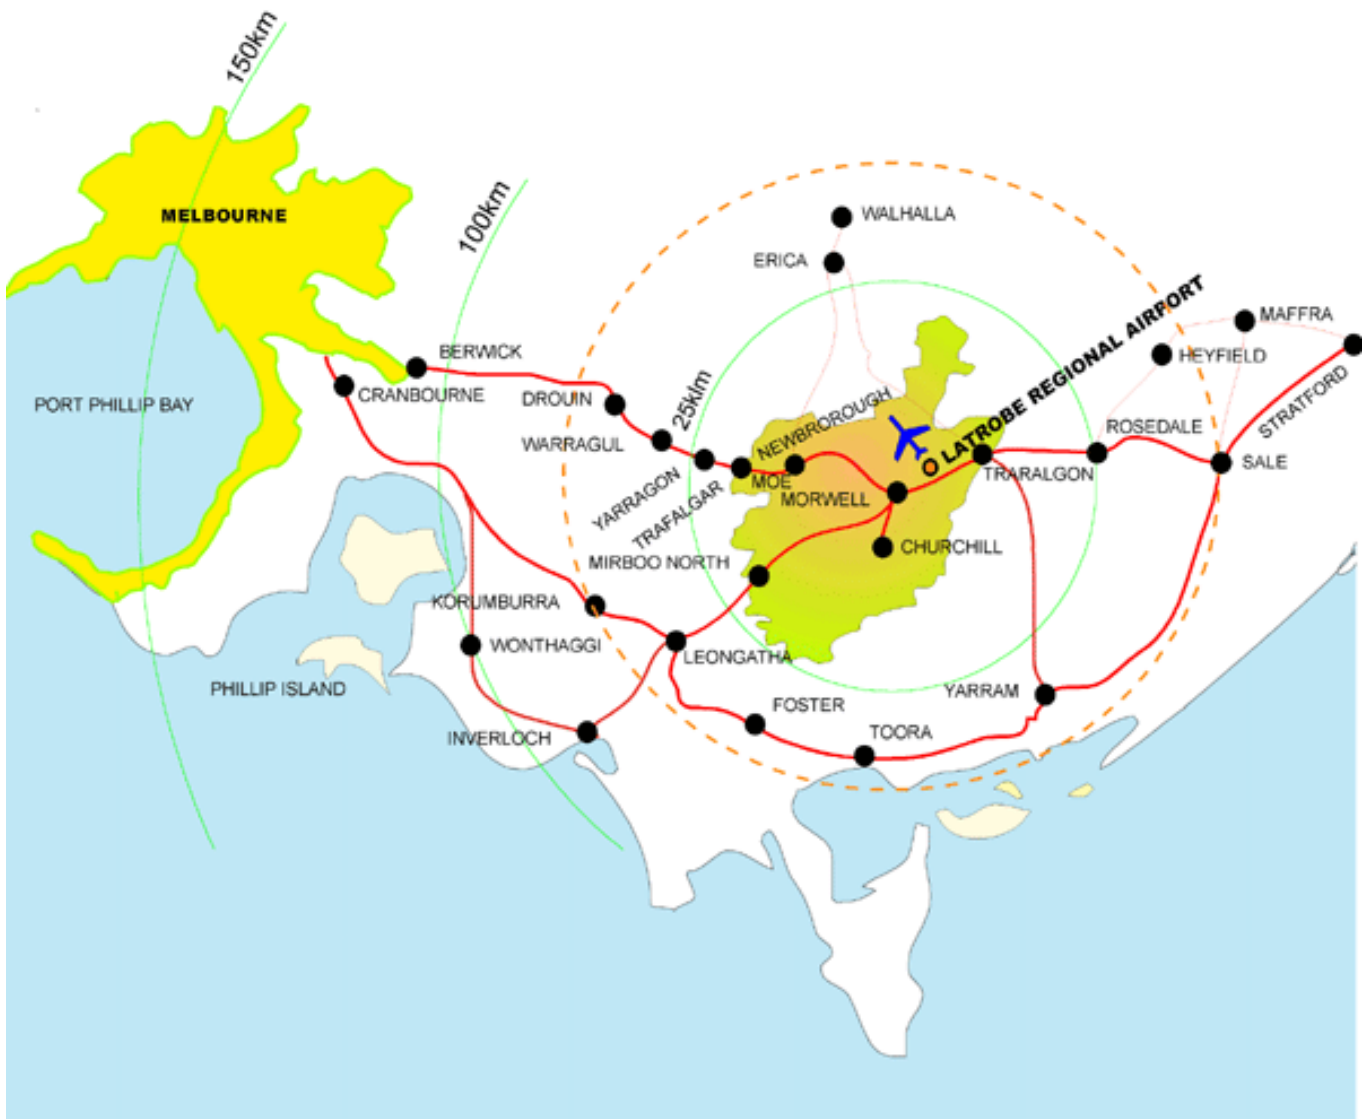 150km
100km
MELBOURNE
WALHALLA
ERICA
LATROBE REGIONAL AIRPORT
MAFFRA
HEYFIELD
STRATFORD
BERWICK
CRANBOURNE
PORT PHILLIP BAY
DROUIN
25klm
NEWBROROUGH
WARRAGUL
ROSEDALE
SALE
YARRAGON
TRAFALGAR
MOE
MORWELL
TRARALGON
CHURCHILL
MIRBOO NORTH
KORUMBURRA
WONTHAGGI
LEONGATHA
PHILLIP ISLAND
YARRAM
FOSTER
TOORA
INVERLOCH